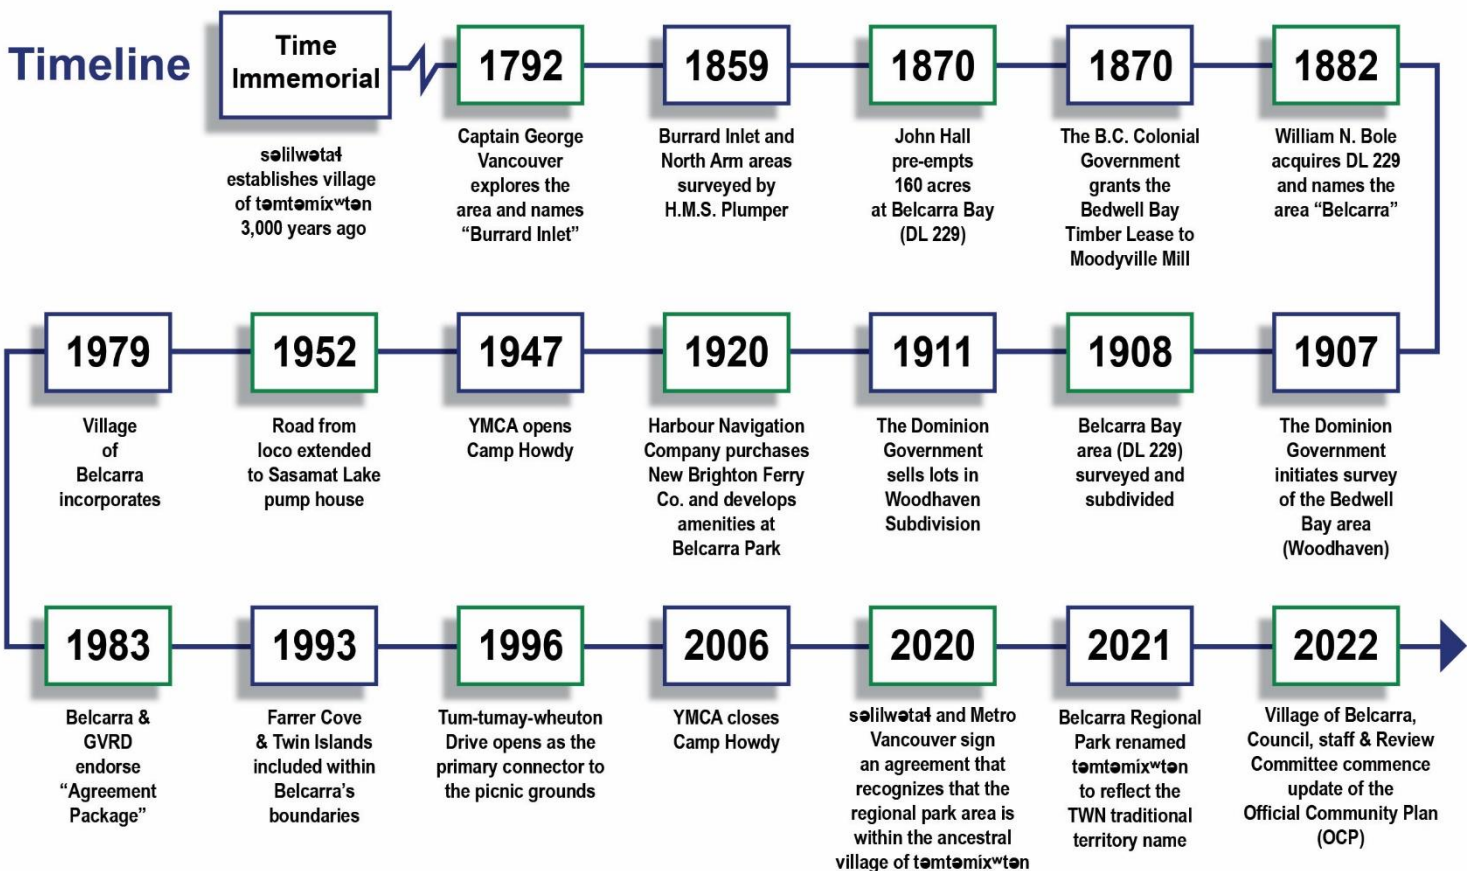 Timeline
Time
Immemorial
səlilwətaɬ
establishes village
of təmtəmixʷtən
3,000 years ago
1792
Captain George
Vancouver
explores the
area and names
“Burrard Inlet”
1859
Burrard Inlet and
North Arm areas
surveyed by
H.M.S. Plumper
1870
John Hall
pre-empts
160 acres
at Belcarra Bay
(DL 229)
1870
The B.C. Colonial
Government
grants the
Bedwell Bay
Timber Lease to
Moodyville Mill
1882
William N. Bole
acquires DL 229
and names the
area “Belcarra”
1907
The Dominion
Government
initiates survey
of the Bedwell
Bay area
(Woodhaven)
1908
Belcarra Bay
area (DL 229)
surveyed and
subdivided
1911
The Dominion
Government
sells lots in
Woodhaven
Subdivision
1920
Harbour Navigation
Company purchases
New Brighton Ferry
Co. and develops
amenities at
Belcarra Park
1947
YMCA opens
Camp Howdy
1952
Road from
Ioco extended
to Sasamat Lake
pump house
1979
Village
of
Belcarra
incorporates
1983
Belcarra &
GVRD
endorse
“Agreement
Package”
1993
Farrer Cove
& Twin Islands
included within
Belcarra’s
boundaries
1996
Tum-tumay-wheuton
Drive opens as the
primary connector to
the picnic grounds
2006
YMCA closes
Camp Howdy
2020
səlilwətaɬ and Metro
Vancouver sign
an agreement that
recognizes that the
regional park area is
within the ancestral
village of təmtəmixʷtən
2021
Belcarra Regional
Park renamed
təmtəmixʷtən
to reflect the
TWN traditional
territory name
2022
Village of Belcarra,
Council, staff & Review
Committee commence
update of the
Official Community Plan
(OCP)